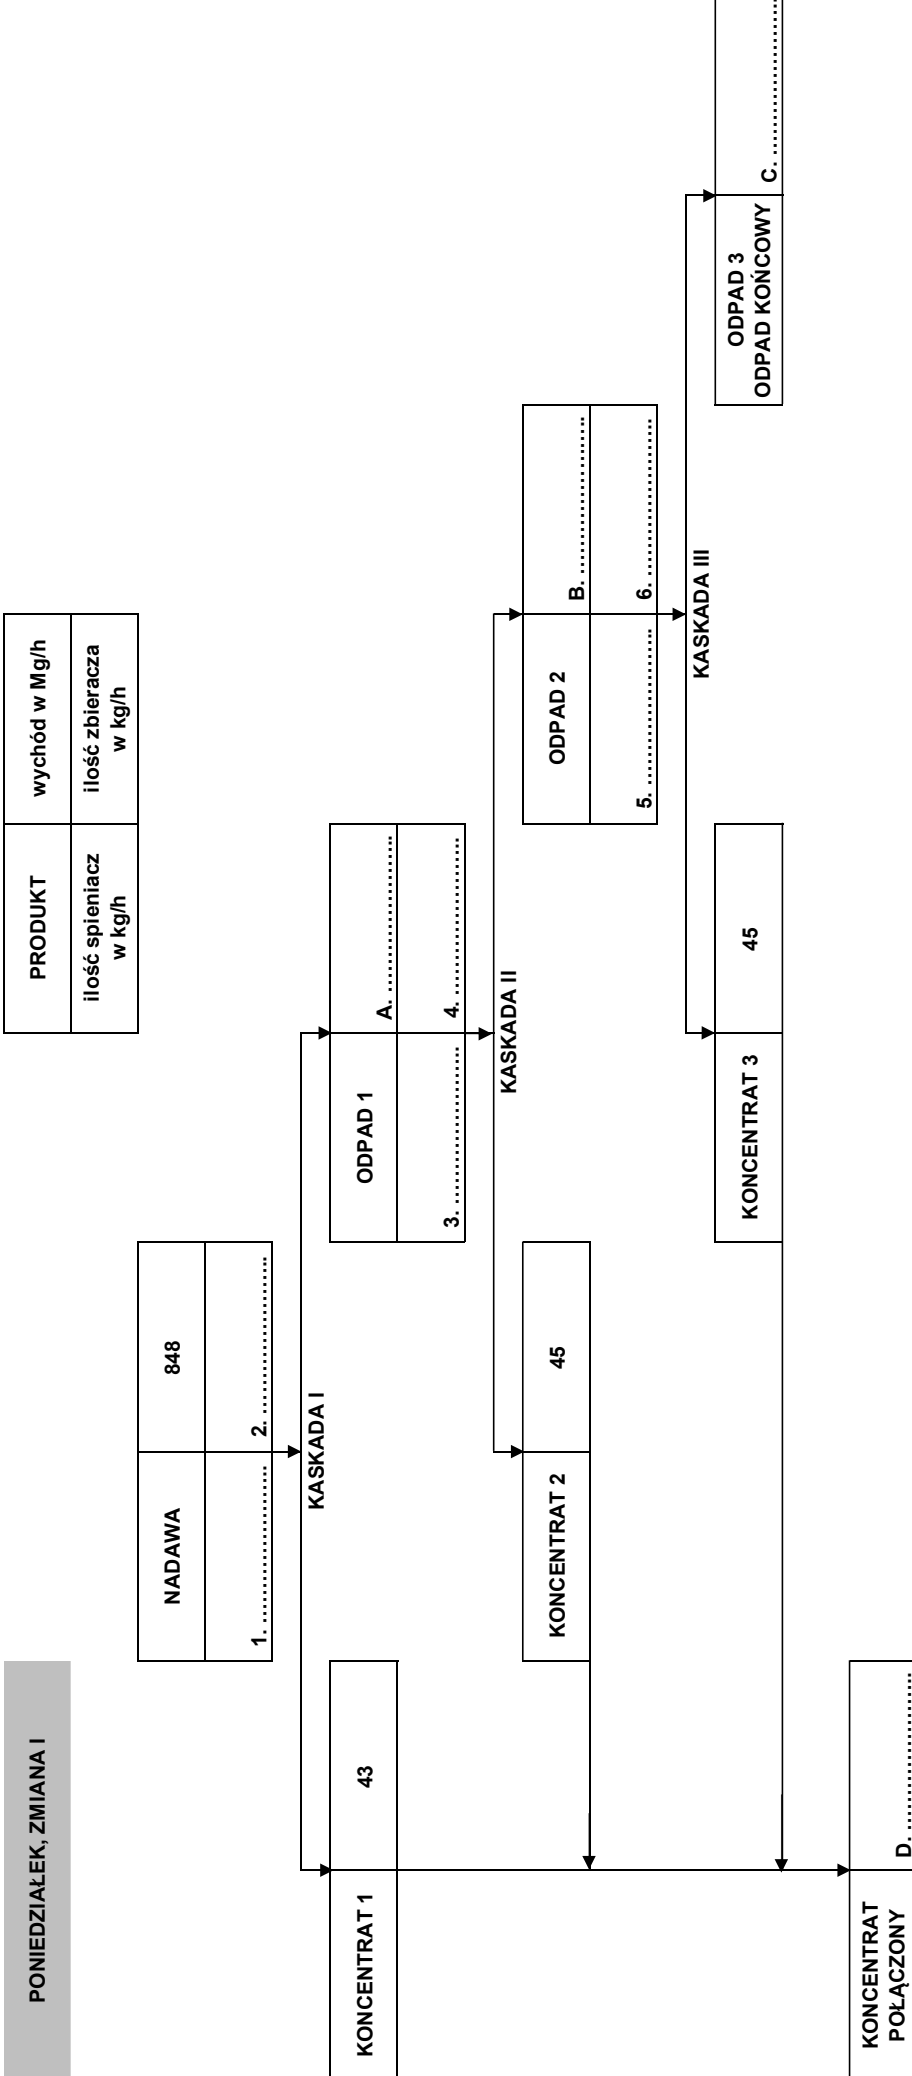 PONIEDZIAŁEK, ZMIANA I
PRODUKT
wychód w Mg/h
ilość spieniacz
w kg/h
ilość zbieracza
w kg/h
NADAWA
848
1. ...............................
2. ...............................
KASKADA I
KONCENTRAT 1
43
ODPAD 1
A. ...........................
3. ...........................
4. ...........................
KASKADA II
KONCENTRAT 2
45
ODPAD 2
B. ...........................
5. ...........................
6. ...........................
KASKADA III
KONCENTRAT 3
45
ODPAD 3
ODPAD KOŃCOWY
C. ...........................
KONCENTRAT
POŁĄCZONY
D. ...........................